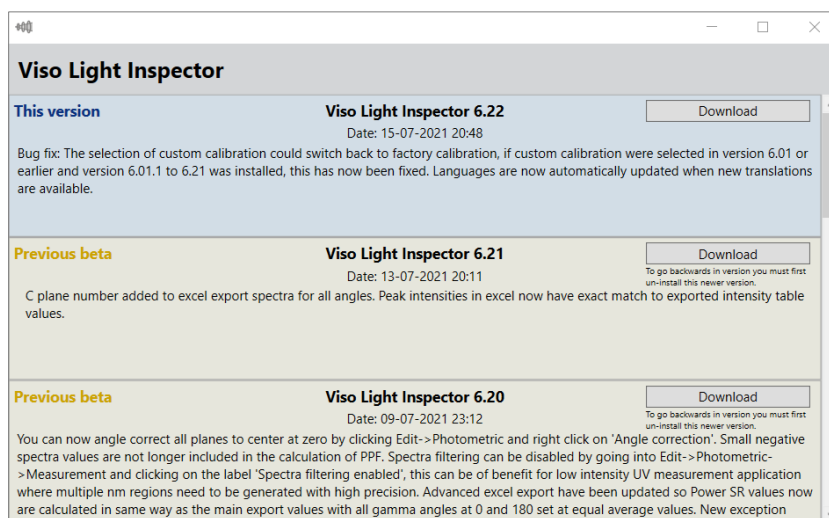 Viso Light Inspector
This version
Viso Light Inspector 6.22
Download
Date: 15-07-2021 20:48
Bug fix: The selection of custom calibration could switch back to factory calibration, if custom calibration were selected in version 6.01 or
earlier and version 6.01.1 to 6.21 was installed, this has now been fixed. Languages are now automatically updated when new translations
are available.
Previous beta
Viso Light Inspector 6.21
Download
Date: 13-07-2021 20:11
To go backwards in version you must first
un-install this newer version.
C plane number added to excel export spectra for all angles. Peak intensities in excel now have exact match to exported intensity table
values.
Previous beta
Viso Light Inspector 6.20
Download
Date: 09-07-2021 23:12
To go backwards in version you must first
un-install this newer version.
You can now angle correct all planes to center at zero by clicking Edit->Photometric and right click on 'Angle correction'. Small negative
spectra values are not longer included in the calculation of PPF. Spectra filtering can be disabled by going into Edit->Photometric-
>Measurement and clicking on the label 'Spectra filtering enabled', this can be of benefit for low intensity UV measurement application
where multiple nm regions need to be generated with high precision. Advanced excel export have been updated so Power SR values now
are calculated in same way as the main export values with all gamma angles at 0 and 180 set at equal average values. New exception